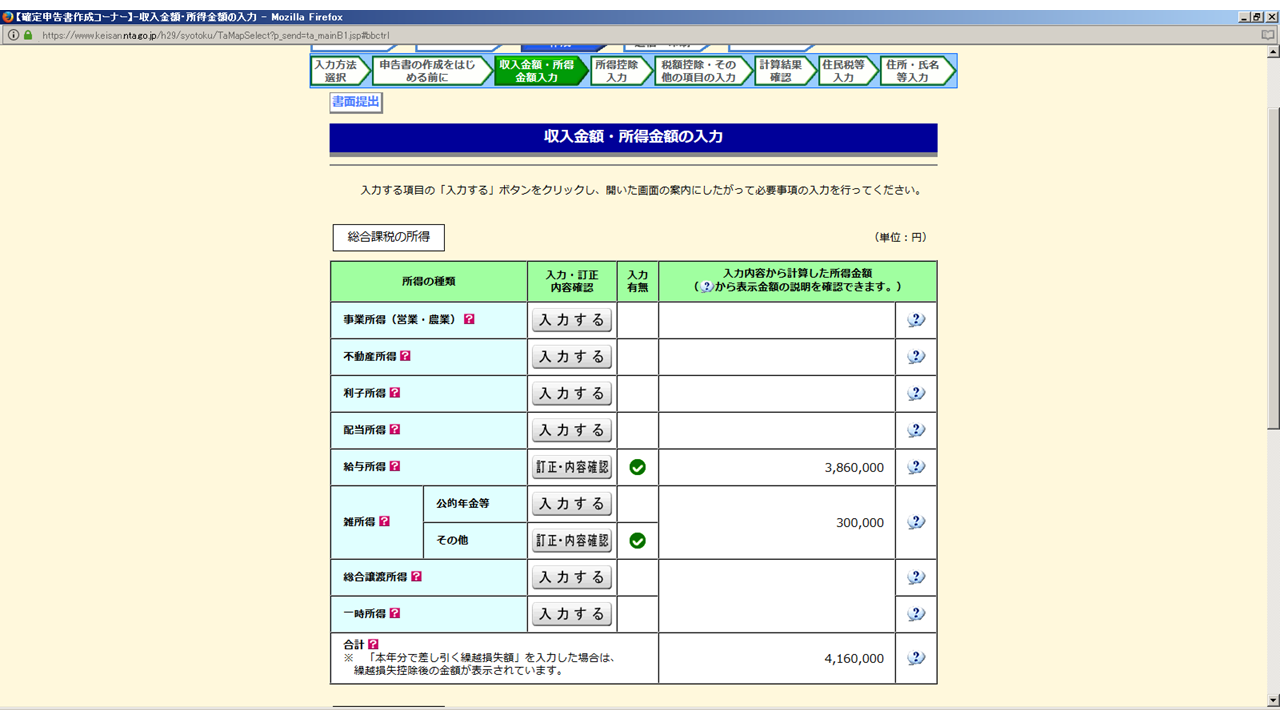 【確定申告書作成コーナー】-収入金額・所得金額の入力 - Mozilla Firefox
https://www.keisan.nta.go.jp/h29/syotoku/TaMapSelect?p_send=ta_mainB1.jsp#bbctrl
入力方法
選択
申告書の作成をはじ
める前に
収入金額・所得
金額入力
所得控除
入力
税額控除・その
他の項目の入力
計算結果
確認
住民税等
入力
住所・氏名
等入力
書面提出
収入金額・所得金額の入力
入力する項目の「入力する」ボタンをクリックし、開いた画面の案内にしたがって必要事項の入力を行ってください。
総合課税の所得
（単位：円）
所得の種類
入力・訂正
内容確認
入力
有無
入力内容から計算した所得金額
（?から表示金額の説明を確認できます。）
事業所得（営業・農業）?
入力する
?
不動産所得?
入力する
?
利子所得?
入力する
?
配当所得?
入力する
?
給与所得?
訂正・内容確認
3,860,000
?
雑所得?
公的年金等
入力する
300,000
?
その他
訂正・内容確認
総合譲渡所得?
入力する
?
一時所得?
入力する
?
合計?
※ 「本年分で差し引く繰越損失額」を入力した場合は、
繰越損失控除後の金額が表示されています。
4,160,000
?